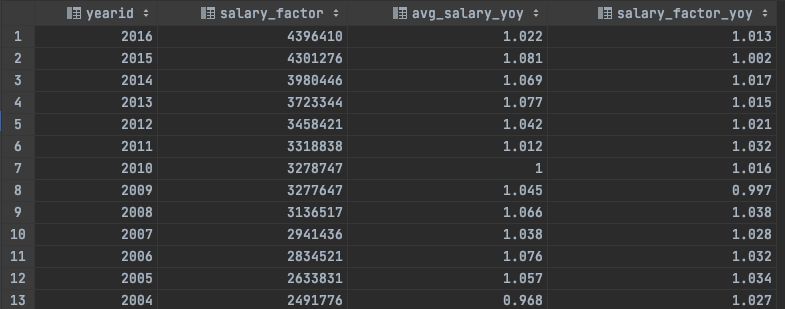 yearid salary_factor avg_salary_yoy salary_factor_yoy
1 2016 4396410 1.022 1.013
2 2015 4301276 1.081 1.002
3 2014 3980446 1.069 1.017
4 2013 3723344 1.077 1.015
5 2012 3458421 1.042 1.021
6 2011 3318838 1.012 1.032
7 2010 3278747 1 1.016
8 2009 3277647 1.045 0.997
9 2008 3136517 1.066 1.038
10 2007 2941436 1.038 1.028
11 2006 2834521 1.076 1.032
12 2005 2633831 1.057 1.034
13 2004 2491776 0.968 1.027